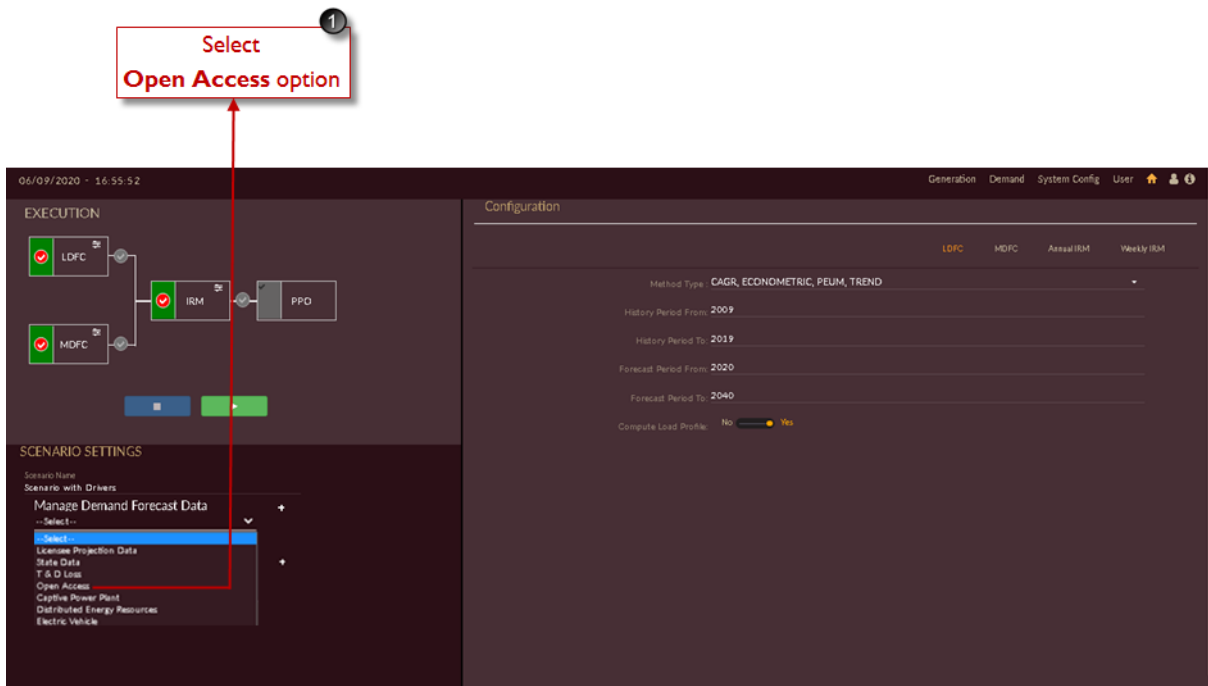 1
Select
Open Access option
06/09/2020 - 16:55:52
Generation Demand System Config User
EXECUTION
LDFC
IRM
PPO
MDFC
SCENARIO SETTINGS
Scenario Name
Scenario with Drivers
Manage Demand Forecast Data +
--Select--
--Select--
Licensee Projection Data
State Data +
T & D Loss
Open Access
Captive Power Plant
Distributed Energy Resources
Electric Vehicle
Configuration
LDFC MDFC Annual IRM Weekly IRM
Method Type: CAGR, ECONOMETRIC, PEUM, TREND
History Period From: 2009
History Period To: 2019
Forecast Period From: 2020
Forecast Period To: 2040
Compute Load Profile: No Yes